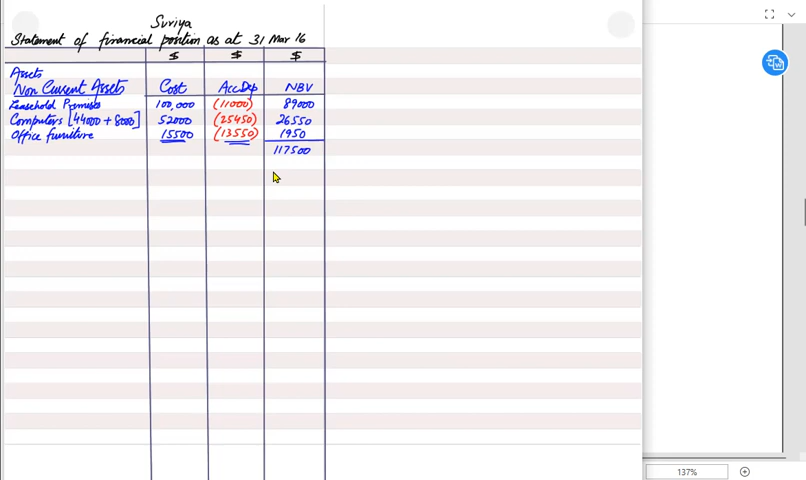 Suriya
Statement of financial position as at 31 Mar 16
$ $ $
Assets
Non Current Assets Cost Acc Dep NBV
Leasehold Premises 100,000 (11000) 89000
Computers [44000 + 8000] 52000 (25450) 26550
Office furniture 15500 (13550) 1950
117500
137%